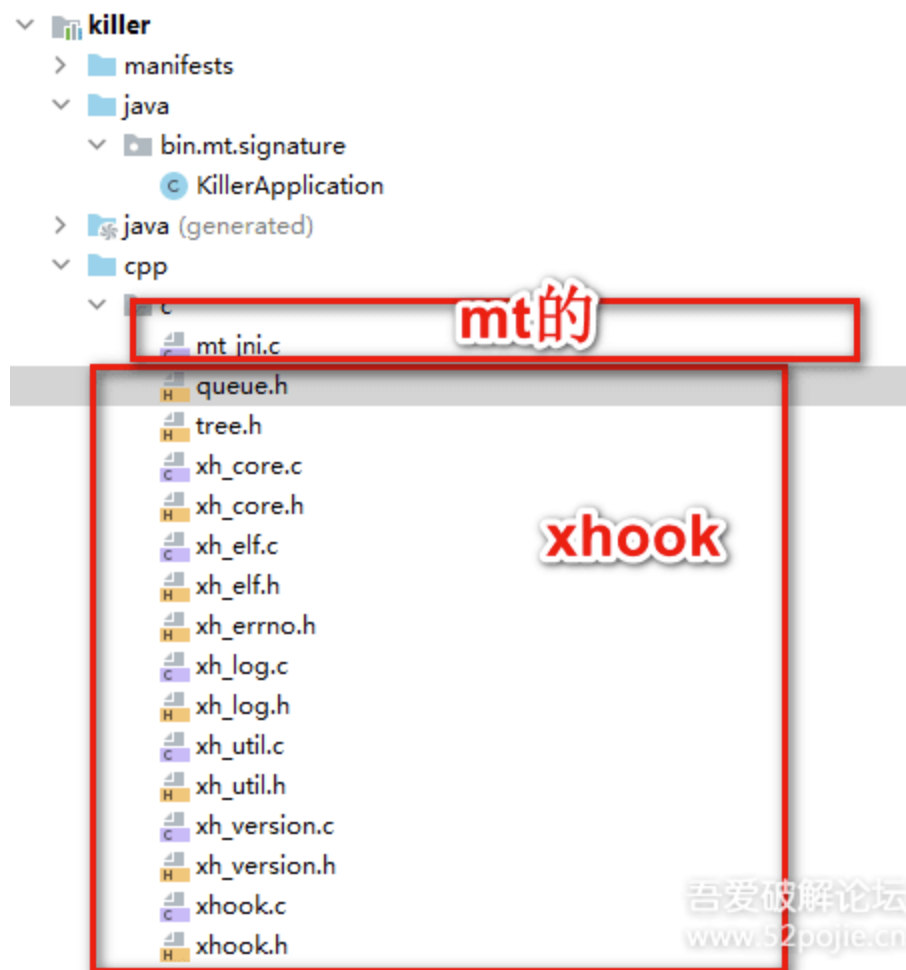 killer
manifests
java
bin.mt.signature
C KillerApplication
java (generated)
cpp
c
mt的
C mt_jni.c
H queue.h
H tree.h
C xh_core.c
H xh_core.h
xhook
C xh_elf.c
H xh_elf.h
H xh_errno.h
C xh_log.c
H xh_log.h
C xh_util.c
H xh_util.h
C xh_version.c
H xh_version.h
C xhook.c
H xhook.h
吾爱破解论坛
www.52pojie.cn